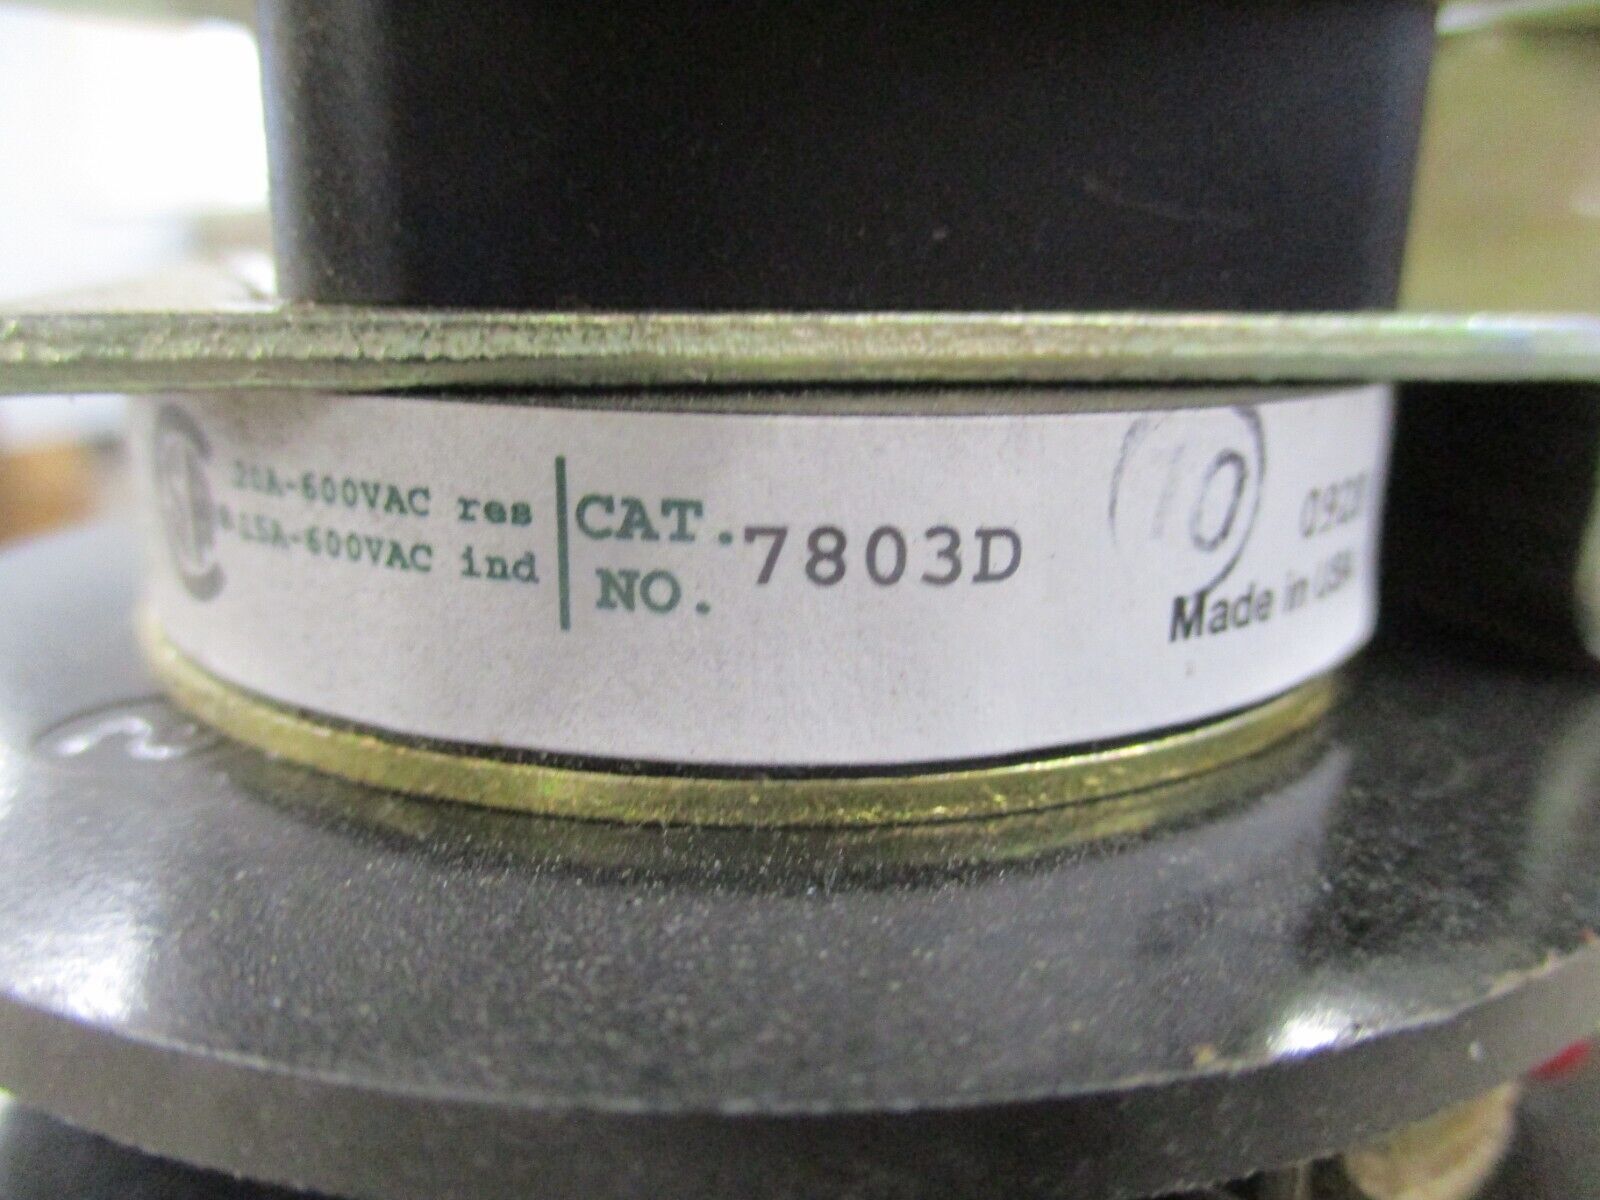 20A-600VAC res
15A-600VAC ind
CAT.
NO.
7803D
10
Made in USA